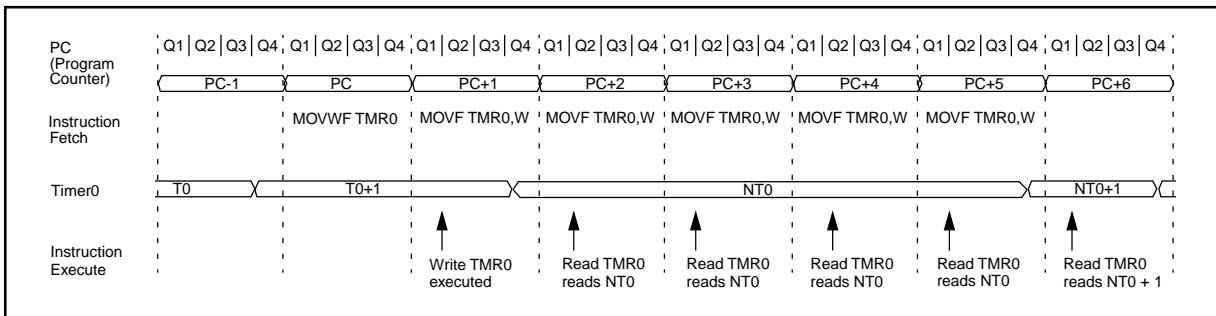 PC
(Program
Counter)
Q1 Q2 Q3 Q4 Q1 Q2 Q3 Q4 Q1 Q2 Q3 Q4 Q1 Q2 Q3 Q4 Q1 Q2 Q3 Q4 Q1 Q2 Q3 Q4 Q1 Q2 Q3 Q4 Q1 Q2 Q3 Q4
PC-1 PC PC+1 PC+2 PC+3 PC+4 PC+5 PC+6
Instruction
Fetch
MOVWF TMR0 MOVF TMR0,W MOVF TMR0,W MOVF TMR0,W MOVF TMR0,W MOVF TMR0,W
Timer0
T0 T0+1 NT0 NT0+1
Instruction
Execute
Write TMR0
executed
Read TMR0
reads NT0
Read TMR0
reads NT0
Read TMR0
reads NT0
Read TMR0
reads NT0
Read TMR0
reads NT0 + 1